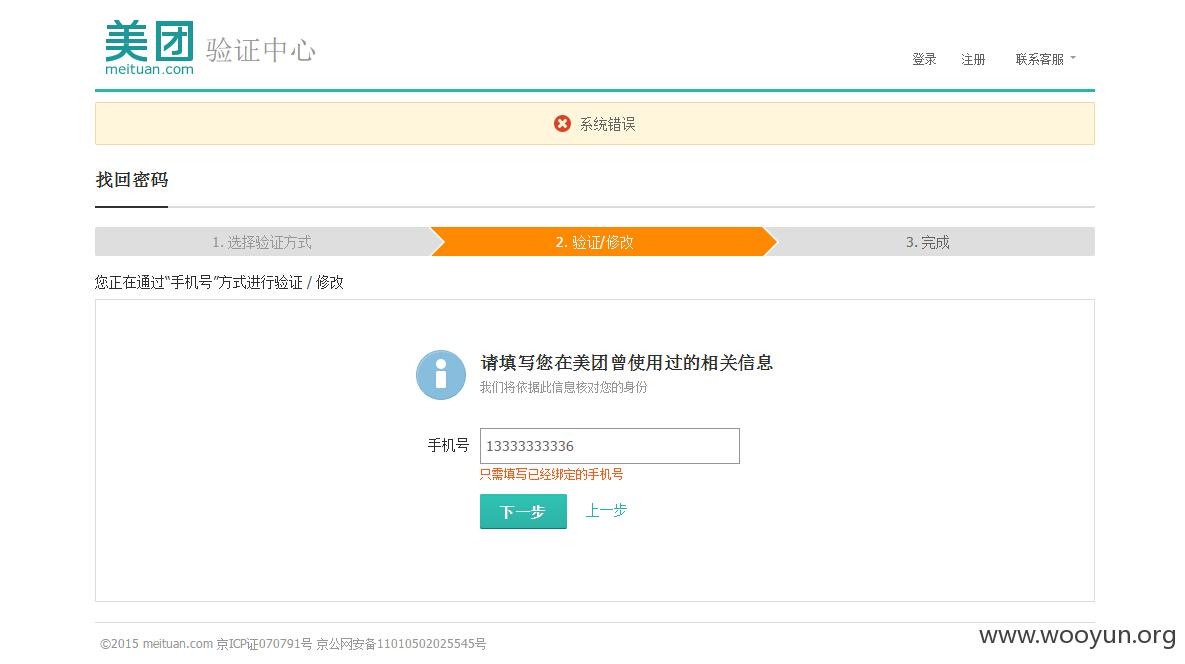 美团 验证中心
meituan.com
登录 注册 联系客服
系统错误
找回密码
1. 选择验证方式 2. 验证/修改 3. 完成
您正在通过“手机号”方式进行验证 / 修改
请填写您在美团曾使用过的相关信息
我们将依据此信息核对您的身份
手机号 13333333336
只需填写已经绑定的手机号
下一步 上一步
©2015 meituan.com 京ICP证070791号 京公网安备11010502025545号
www.wooyun.org